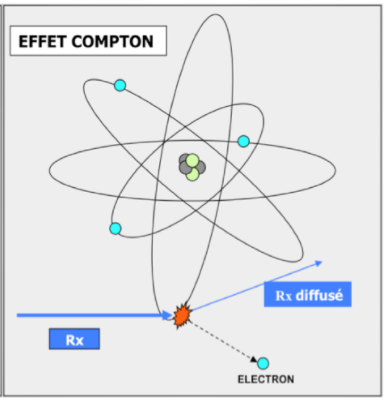 EFFET COMPTON
Rx diffusé
Rx
ELECTRON